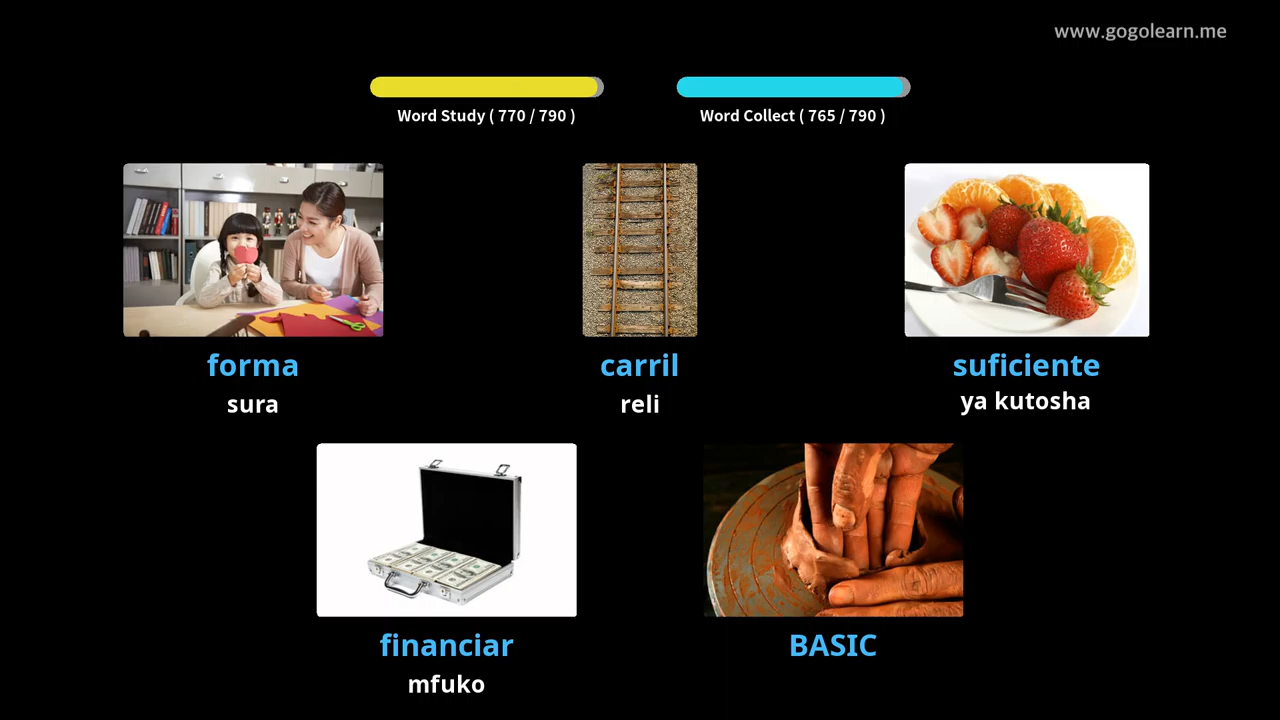 www.gogolearn.me
Word Study ( 770 / 790 )
Word Collect ( 765 / 790 )
forma
sura
carril
reli
suficiente
ya kutosha
financiar
mfuko
BASIC